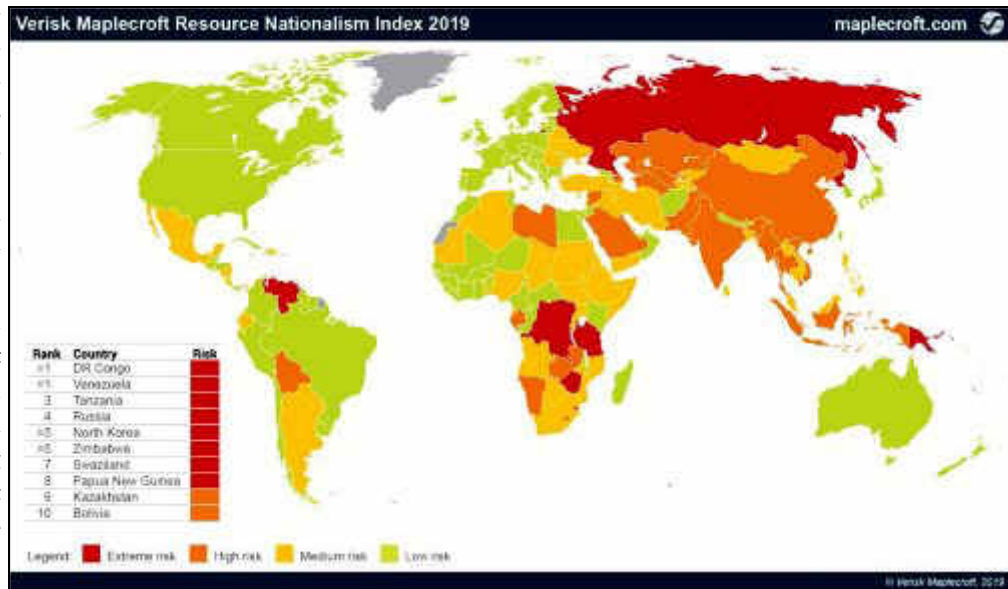 Verisk Maplecroft Resource Nationalism Index 2019
maplecroft.com
Rank Country Risk
=1 DR Congo
=1 Venezuela
3 Tanzania
4 Russia
=5 North Korea
=5 Zimbabwe
7 Swaziland
8 Papua New Guinea
9 Kazakhstan
10 Bolivia
Legend: Extreme risk High risk Medium risk Low risk
© Verisk Maplecroft, 2019